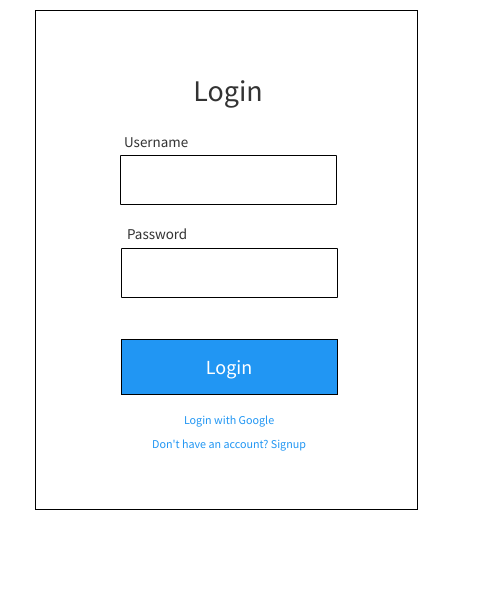 Login
Username
Password
Login
Login with Google
Don't have an account? Signup